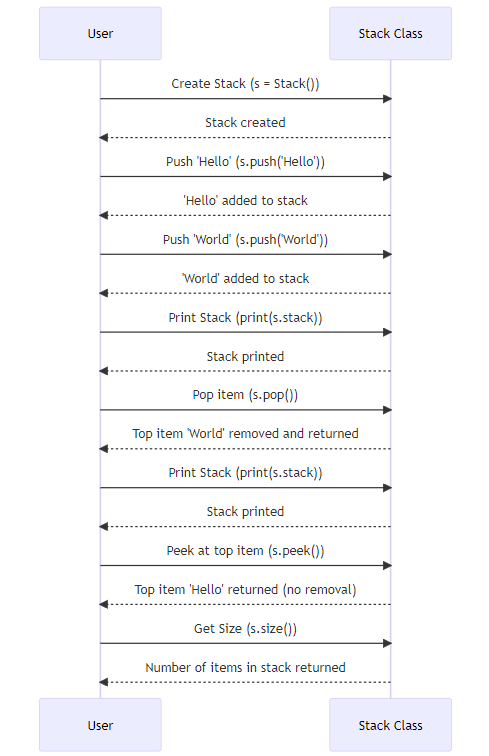 User
Stack Class
Create Stack (s = Stack())
Stack created
Push 'Hello' (s.push('Hello'))
'Hello' added to stack
Push 'World' (s.push('World'))
'World' added to stack
Print Stack (print(s.stack))
Stack printed
Pop item (s.pop())
Top item 'World' removed and returned
Print Stack (print(s.stack))
Stack printed
Peek at top item (s.peek())
Top item 'Hello' returned (no removal)
Get Size (s.size())
Number of items in stack returned
User
Stack Class